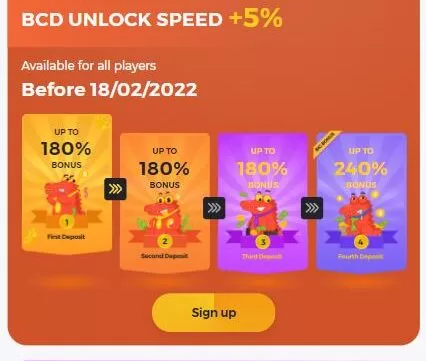 BCD UNLOCK SPEED +5%
Available for all players
Before 18/02/2022
UP TO
180%
BONUS
1
First Deposit
UP TO
180%
BONUS
2
Second Deposit
UP TO
180%
BONUS
3
Third Deposit
BIG BONUS
UP TO
240%
BONUS
4
Fourth Deposit
Sign up